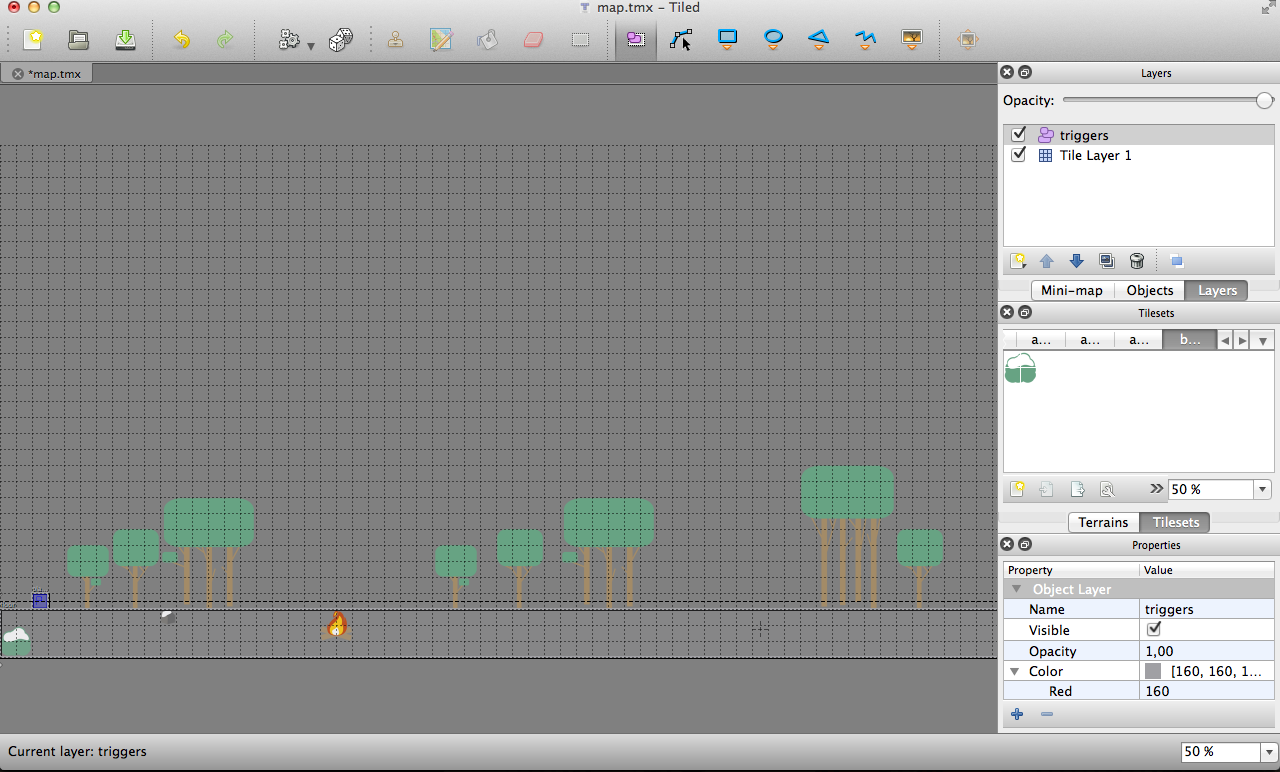 map.tmx – Tiled
*map.tmx
Layers
Opacity:
triggers
Tile Layer 1
Mini-map Objects Layers
Tilesets
a... a... a... b...
50 %
Terrains Tilesets
Properties
Property Value
Object Layer
Name triggers
Visible
Opacity 1,00
Color [160, 160, 1...
Red 160
Current layer: triggers 50 %